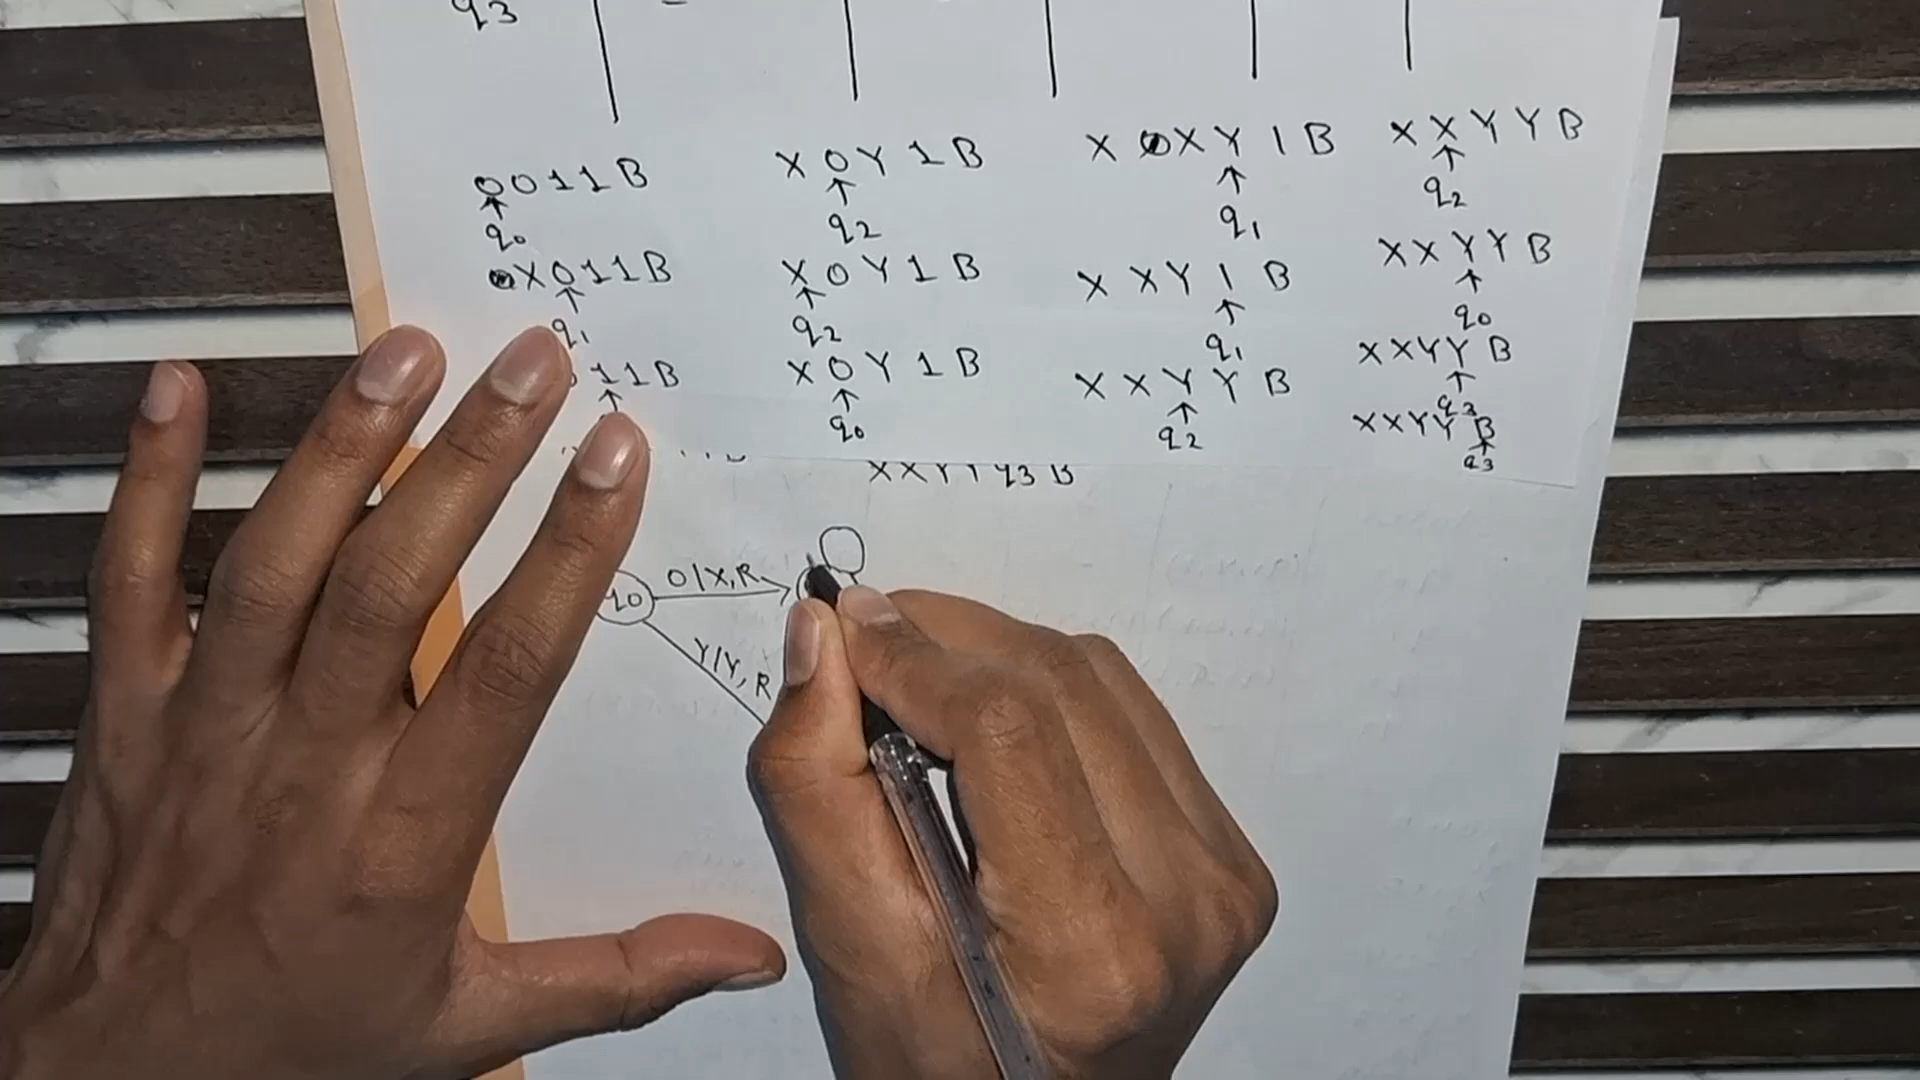 q3
0 0 1 1 B
q0
X 0 1 1 B
q1
1 1 B
X 0 Y 1 B
q2
X 0 Y 1 B
q2
X 0 Y 1 B
q0
X X Y 1 B
q1
X X Y 1 B
q1
X X Y Y B
q2
X X Y Y B
q2
X X Y Y B
q0
X X Y Y B
q3
X X Y Y B
q3
X X Y Y q3 B
q0
0/X, R
Y/Y, R